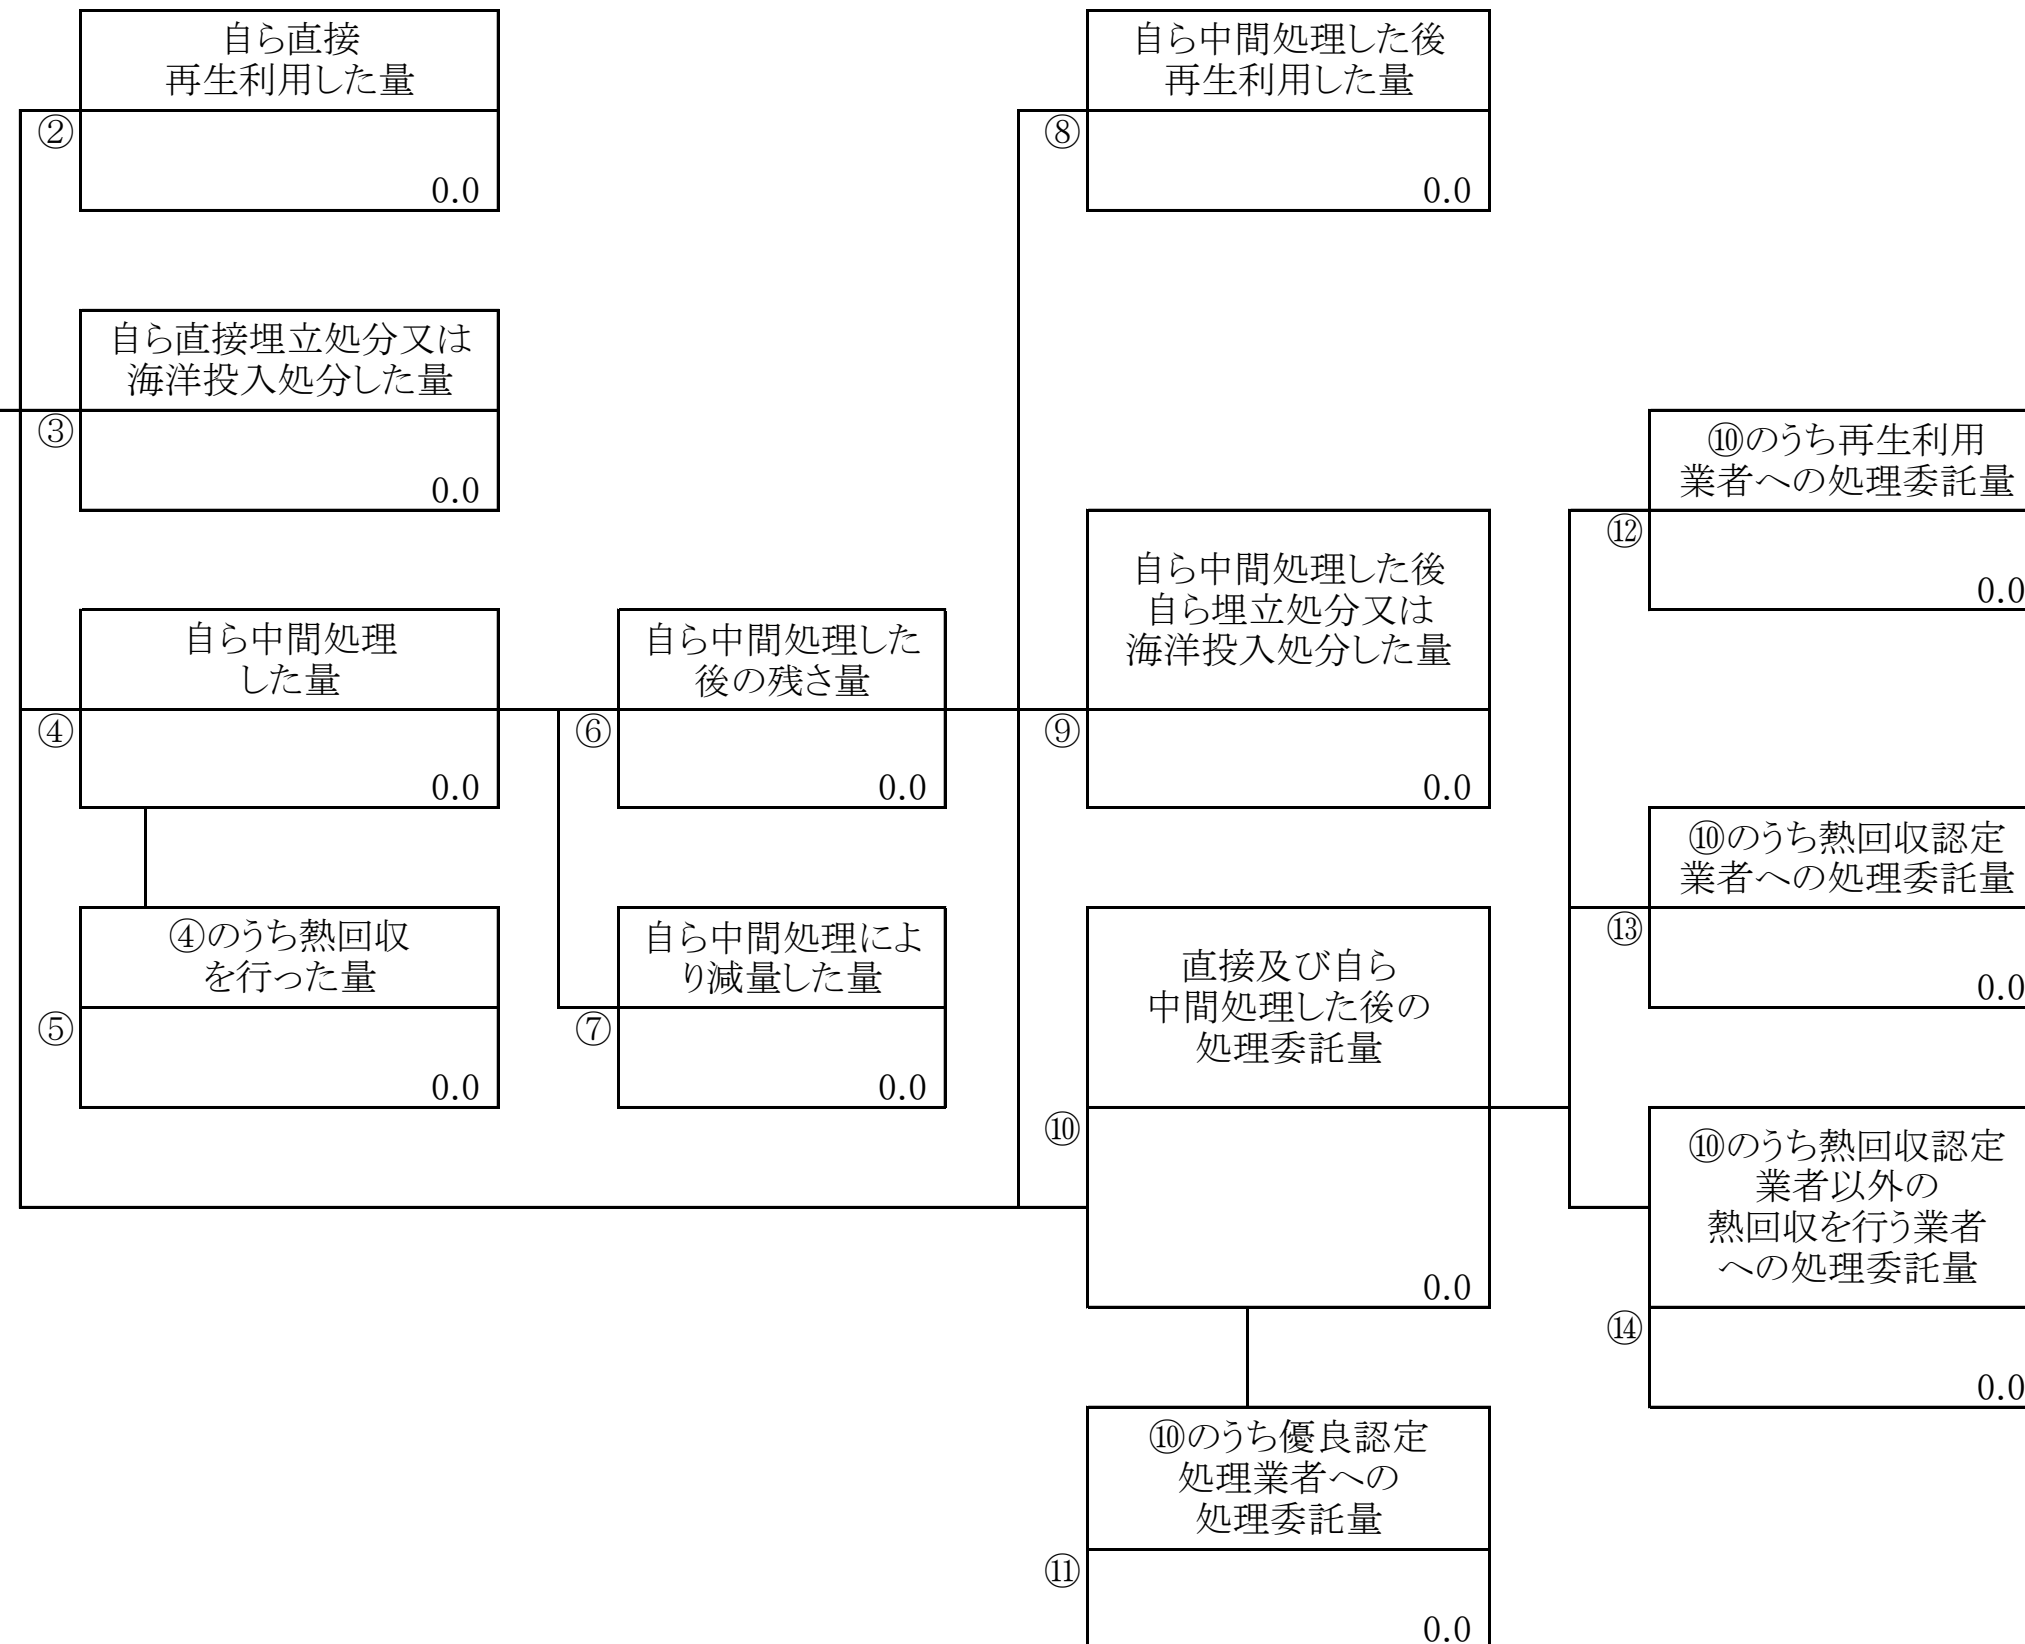 自ら直接
再生利用した量
②
0.0
自ら中間処理した後
再生利用した量
⑧
0.0
自ら直接埋立処分又は
海洋投入処分した量
③
0.0
⑩のうち再生利用
業者への処理委託量
⑫
0.0
自ら中間処理
した量
④
0.0
自ら中間処理した
後の残さ量
⑥
0.0
自ら中間処理した後
自ら埋立処分又は
海洋投入処分した量
⑨
0.0
⑩のうち熱回収認定
業者への処理委託量
⑬
0.0
④のうち熱回収
を行った量
⑤
0.0
自ら中間処理によ
り減量した量
⑦
0.0
直接及び自ら
中間処理した後の
処理委託量
⑩
0.0
⑩のうち熱回収認定
業者以外の
熱回収を行う業者
への処理委託量
⑭
0.0
⑩のうち優良認定
処理業者への
処理委託量
⑪
0.0